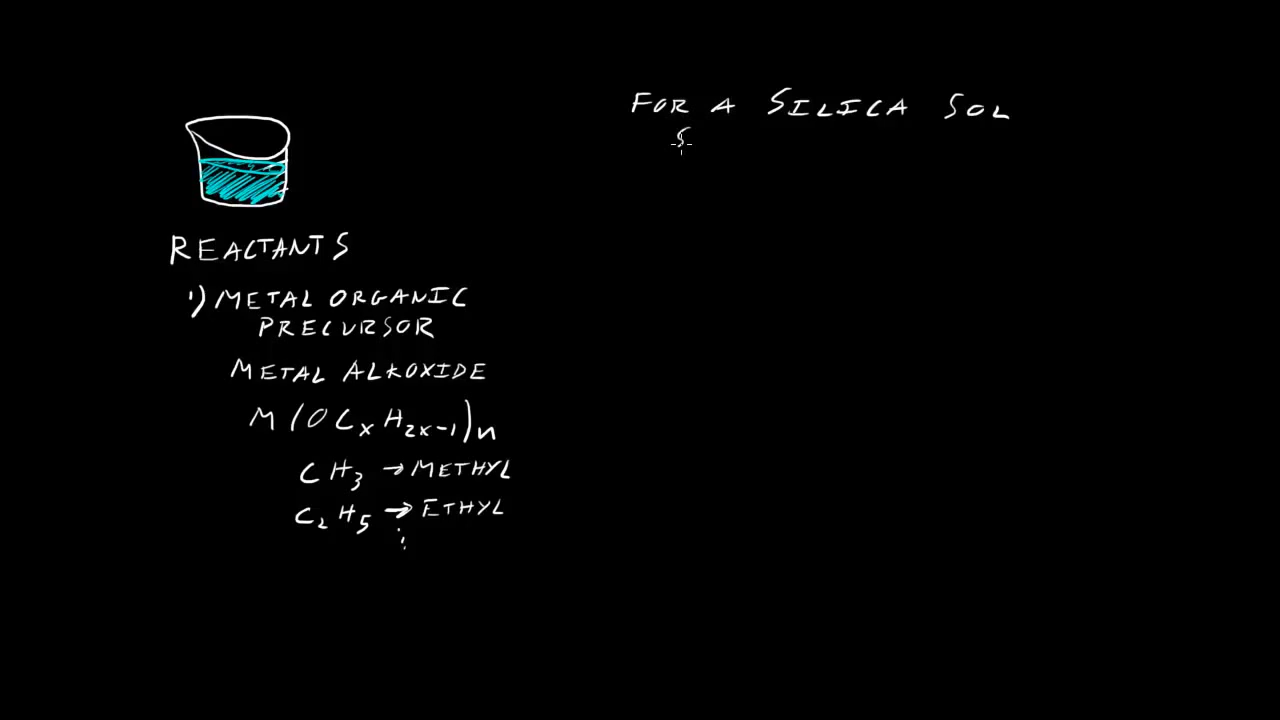 FOR A SILICA SOL
S
REACTANTS
1) METAL ORGANIC
PRECURSOR
METAL ALKOXIDE
M(OCxH2x-1)n
CH3 → METHYL
C2H5 → ETHYL